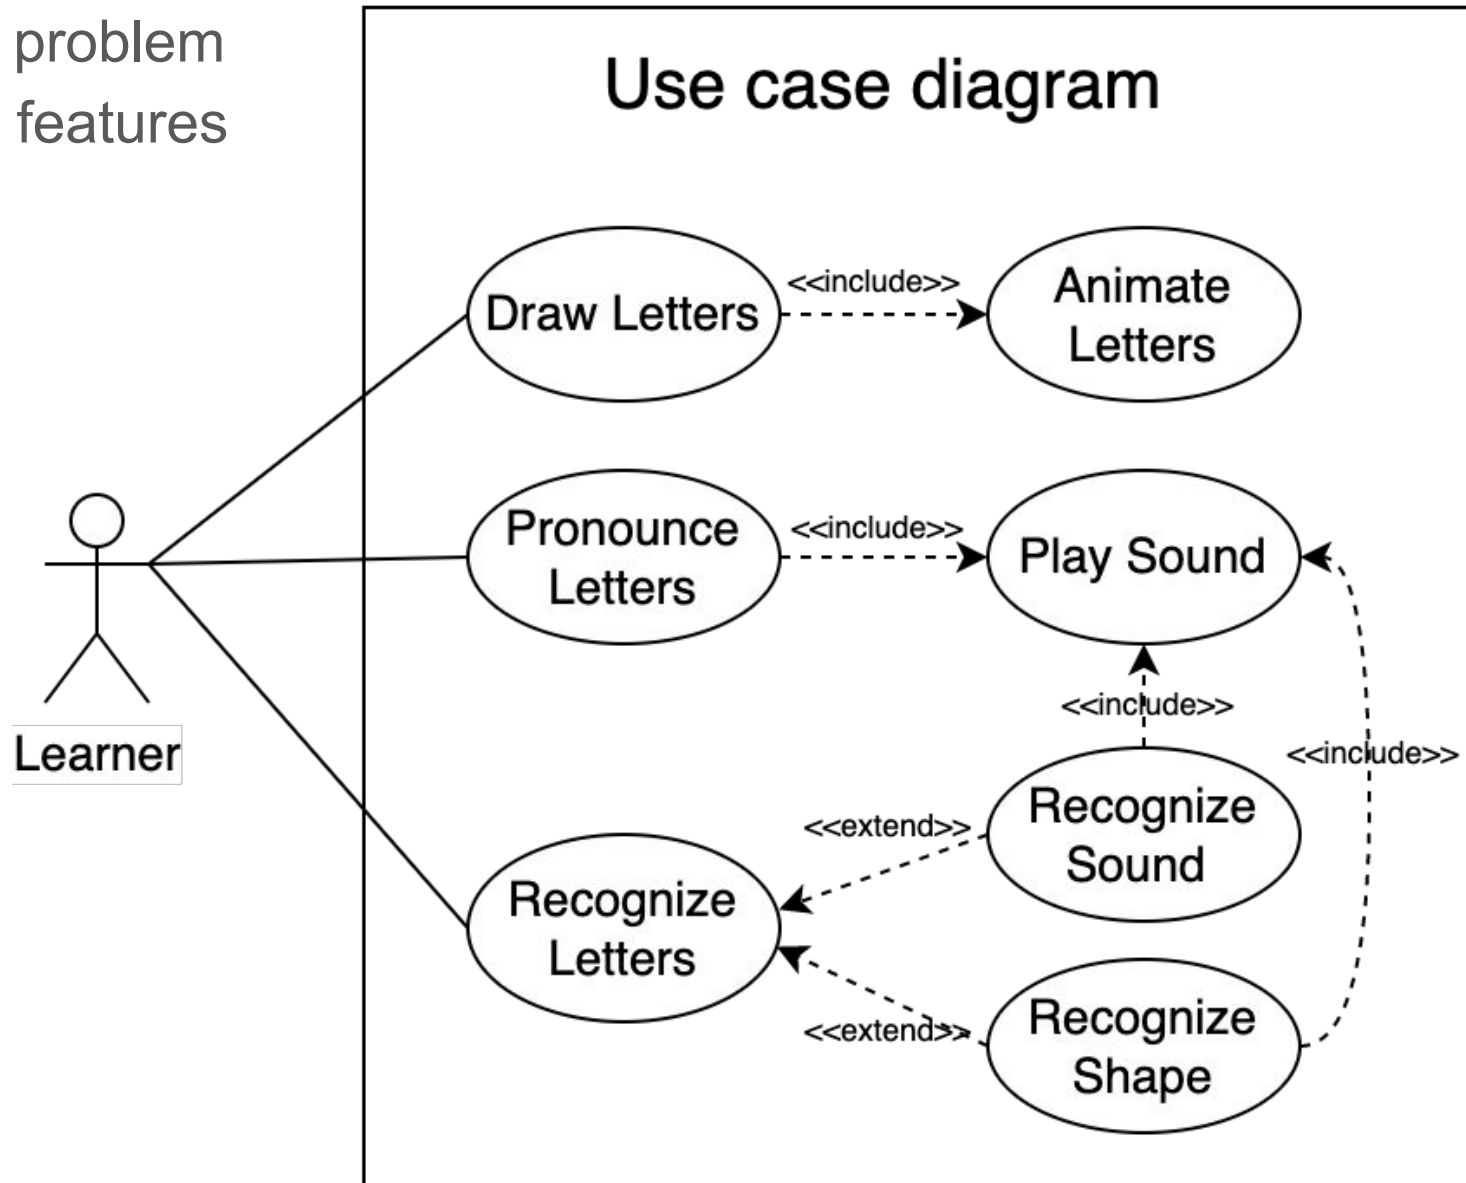 problem
features
Use case diagram
Draw Letters
<<include>>
Animate
Letters
Pronounce
Letters
<<include>>
Play Sound
<<include>>
<<include>>
Learner
Recognize
Letters
<<extend>>
Recognize
Sound
<<extend>>
Recognize
Shape